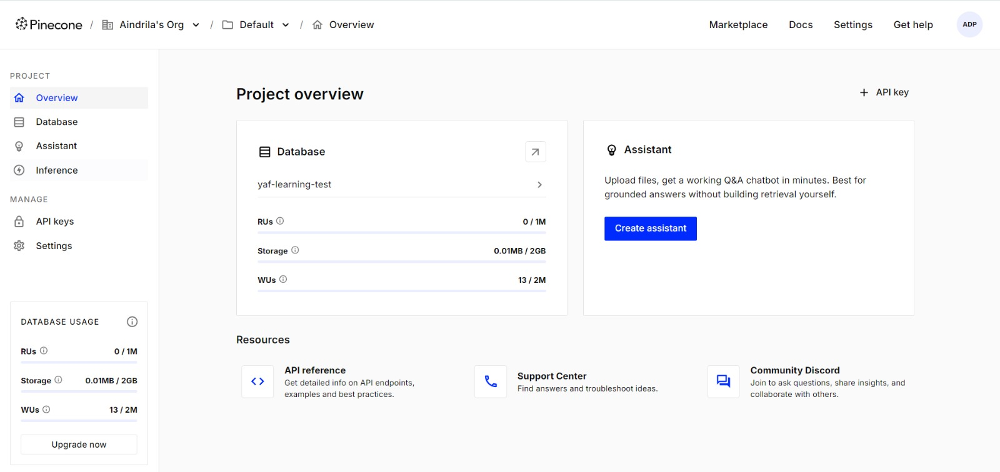 Pinecone / Aindrila's Org / Default / Overview Marketplace Docs Settings Get help ADP
PROJECT
Overview
Database
Assistant
Inference
MANAGE
API keys
Settings
DATABASE USAGE
RUs 0 / 1M
Storage 0.01MB / 2GB
WUs 13 / 2M
Upgrade now
Project overview
+ API key
Database
yaf-learning-test
RUs 0 / 1M
Storage 0.01MB / 2GB
WUs 13 / 2M
Assistant
Upload files, get a working Q&A chatbot in minutes. Best for
grounded answers without building retrieval yourself.
Create assistant
Resources
API reference
Get detailed info on API endpoints,
examples and best practices.
Support Center
Find answers and troubleshoot ideas.
Community Discord
Join to ask questions, share insights, and
collaborate with others.